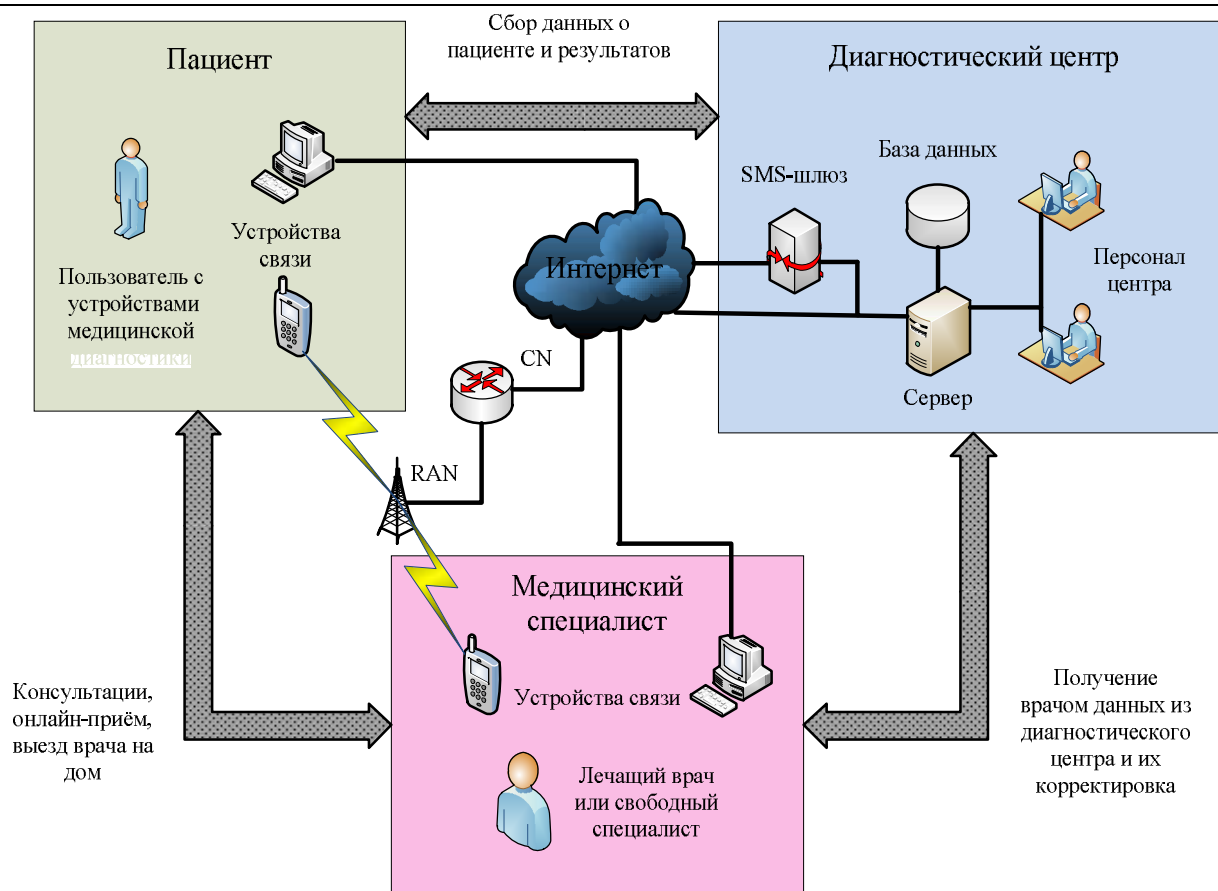 Сбор данных о
пациенте и результатов
Пациент
Диагностический центр
База данных
SMS-шлюз
Устройства
связи
Интернет
Персонал
центра
Пользователь с
устройствами
медицинской
диагностики
CN
Сервер
RAN
Медицинский
специалист
Устройства связи
Консультации,
онлайн-приём,
выезд врача на
дом
Получение
врачом данных из
диагностического
центра и их
корректировка
Лечащий врач
или свободный
специалист